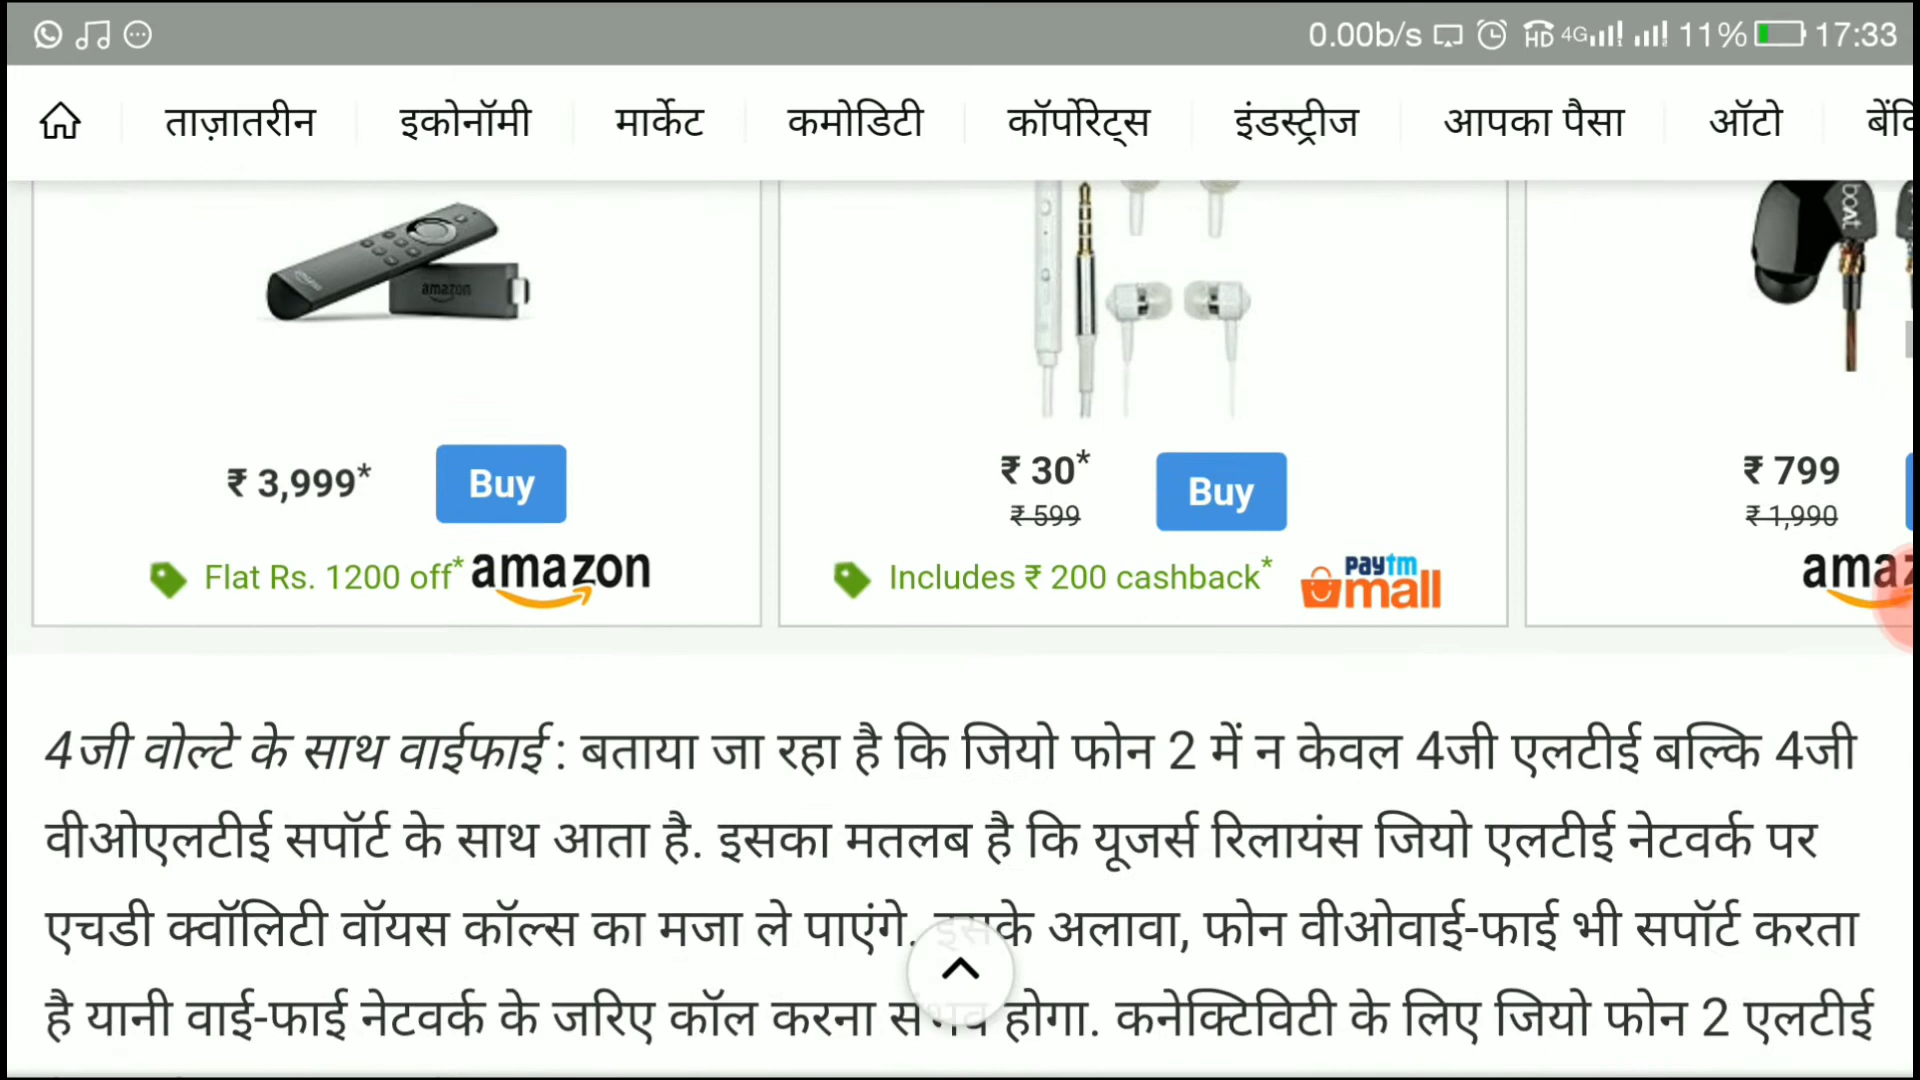 0.00b/s HD 4G 11% 17:33
ताज़ातरीन इकोनॉमी मार्केट कमोडिटी कॉर्पोरेट्स इंडस्ट्रीज आपका पैसा ऑटो
amazon
boat
₹ 3,999* Buy
₹ 30* Buy
₹ 599
₹ 799
₹ 1,990
Flat Rs. 1200 off* amazon
Includes ₹ 200 cashback* paytm mall
4जी वोल्टे के साथ वाईफाई : बताया जा रहा है कि जियो फोन 2 में न केवल 4जी एलटीई बल्कि 4जी
वीओएलटीई सपॉर्ट के साथ आता है. इसका मतलब है कि यूजर्स रिलायंस जियो एलटीई नेटवर्क पर
एचडी क्वॉलिटी वॉयस कॉल्स का मजा ले पाएंगे. इसके अलावा, फोन वीओवाई-फाई भी सपॉर्ट करता
है यानी वाई-फाई नेटवर्क के जरिए कॉल करना संभव होगा. कनेक्टिविटी के लिए जियो फोन 2 एलटीई